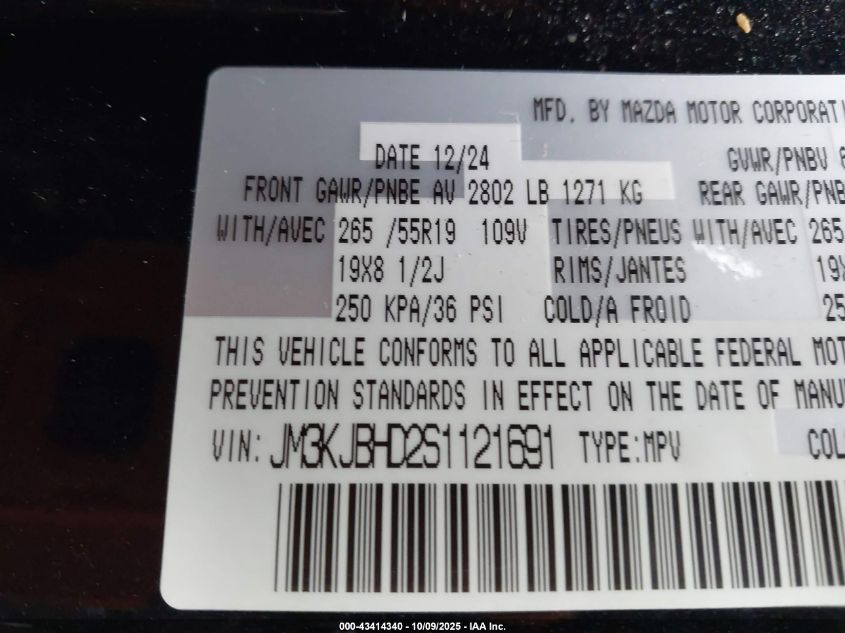 MFD. BY MAZDA MOTOR CORPORATI
DATE 12/24 GVWR/PNBV
FRONT GAWR/PNBE AV 2802 LB 1271 KG REAR GAWR/PNB
WITH/AVEC 265 /55R19 109V TIRES/PNEUS WITH/AVEC 265
19X8 1/2J RIMS/JANTES 19X
250 KPA/36 PSI COLD/A FROID 25
THIS VEHICLE CONFORMS TO ALL APPLICABLE FEDERAL MOT
PREVENTION STANDARDS IN EFFECT ON THE DATE OF MANU
VIN: JM3KJBHD2S1121691 TYPE:MPV COL
000-43414340 - 10/09/2025 - IAA Inc.